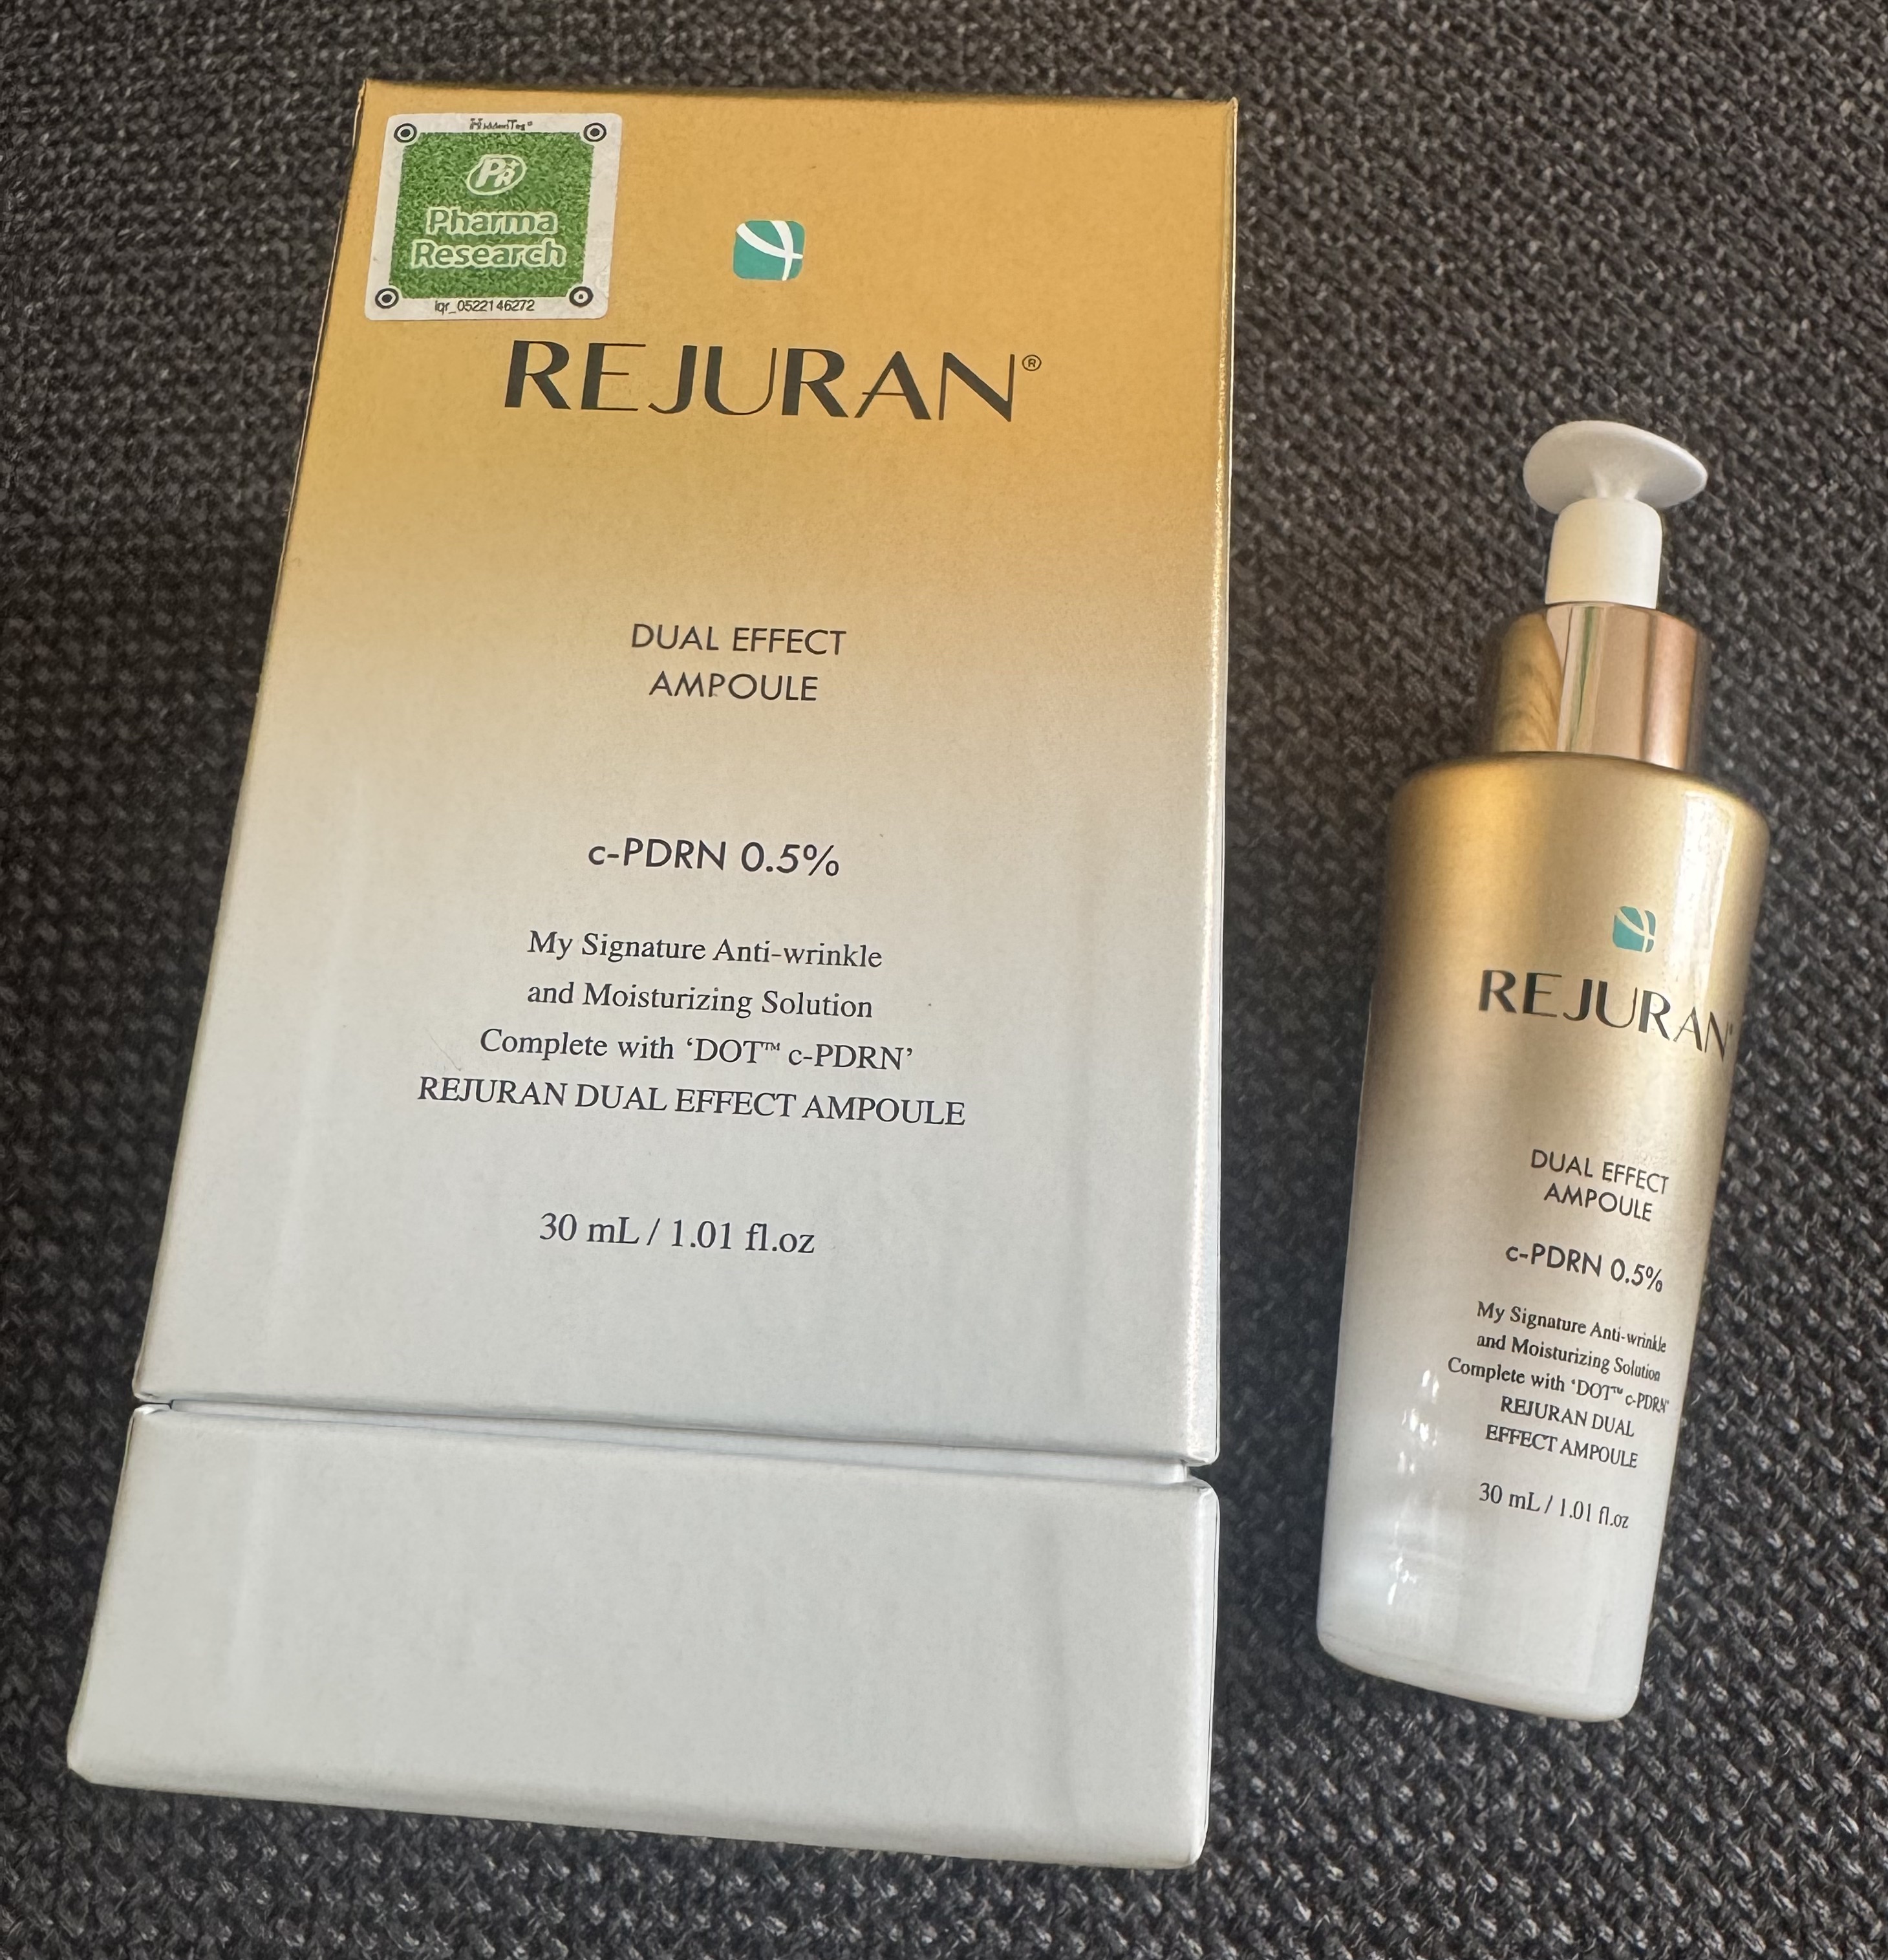 HiddenTag®
PR
Pharma
Research
lqr_0522146272
REJURAN®
DUAL EFFECT
AMPOULE
c-PDRN 0.5%
My Signature Anti-wrinkle
and Moisturizing Solution
Complete with ‘DOT™ c-PDRN’
REJURAN DUAL EFFECT AMPOULE
30 mL / 1.01 fl.oz
REJURAN®
DUAL EFFECT
AMPOULE
c-PDRN 0.5%
My Signature Anti-wrinkle
and Moisturizing Solution
Complete with ‘DOT™ c-PDRN’
REJURAN DUAL
EFFECT AMPOULE
30 mL / 1.01 fl.oz